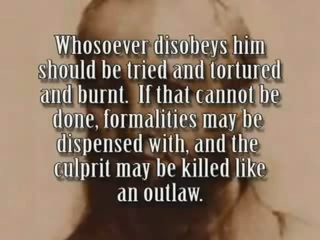 Whosoever disobeys him
should be tried and tortured
and burnt. If that cannot be
done, formalities may be
dispensed with, and the
culprit may be killed like
an outlaw.